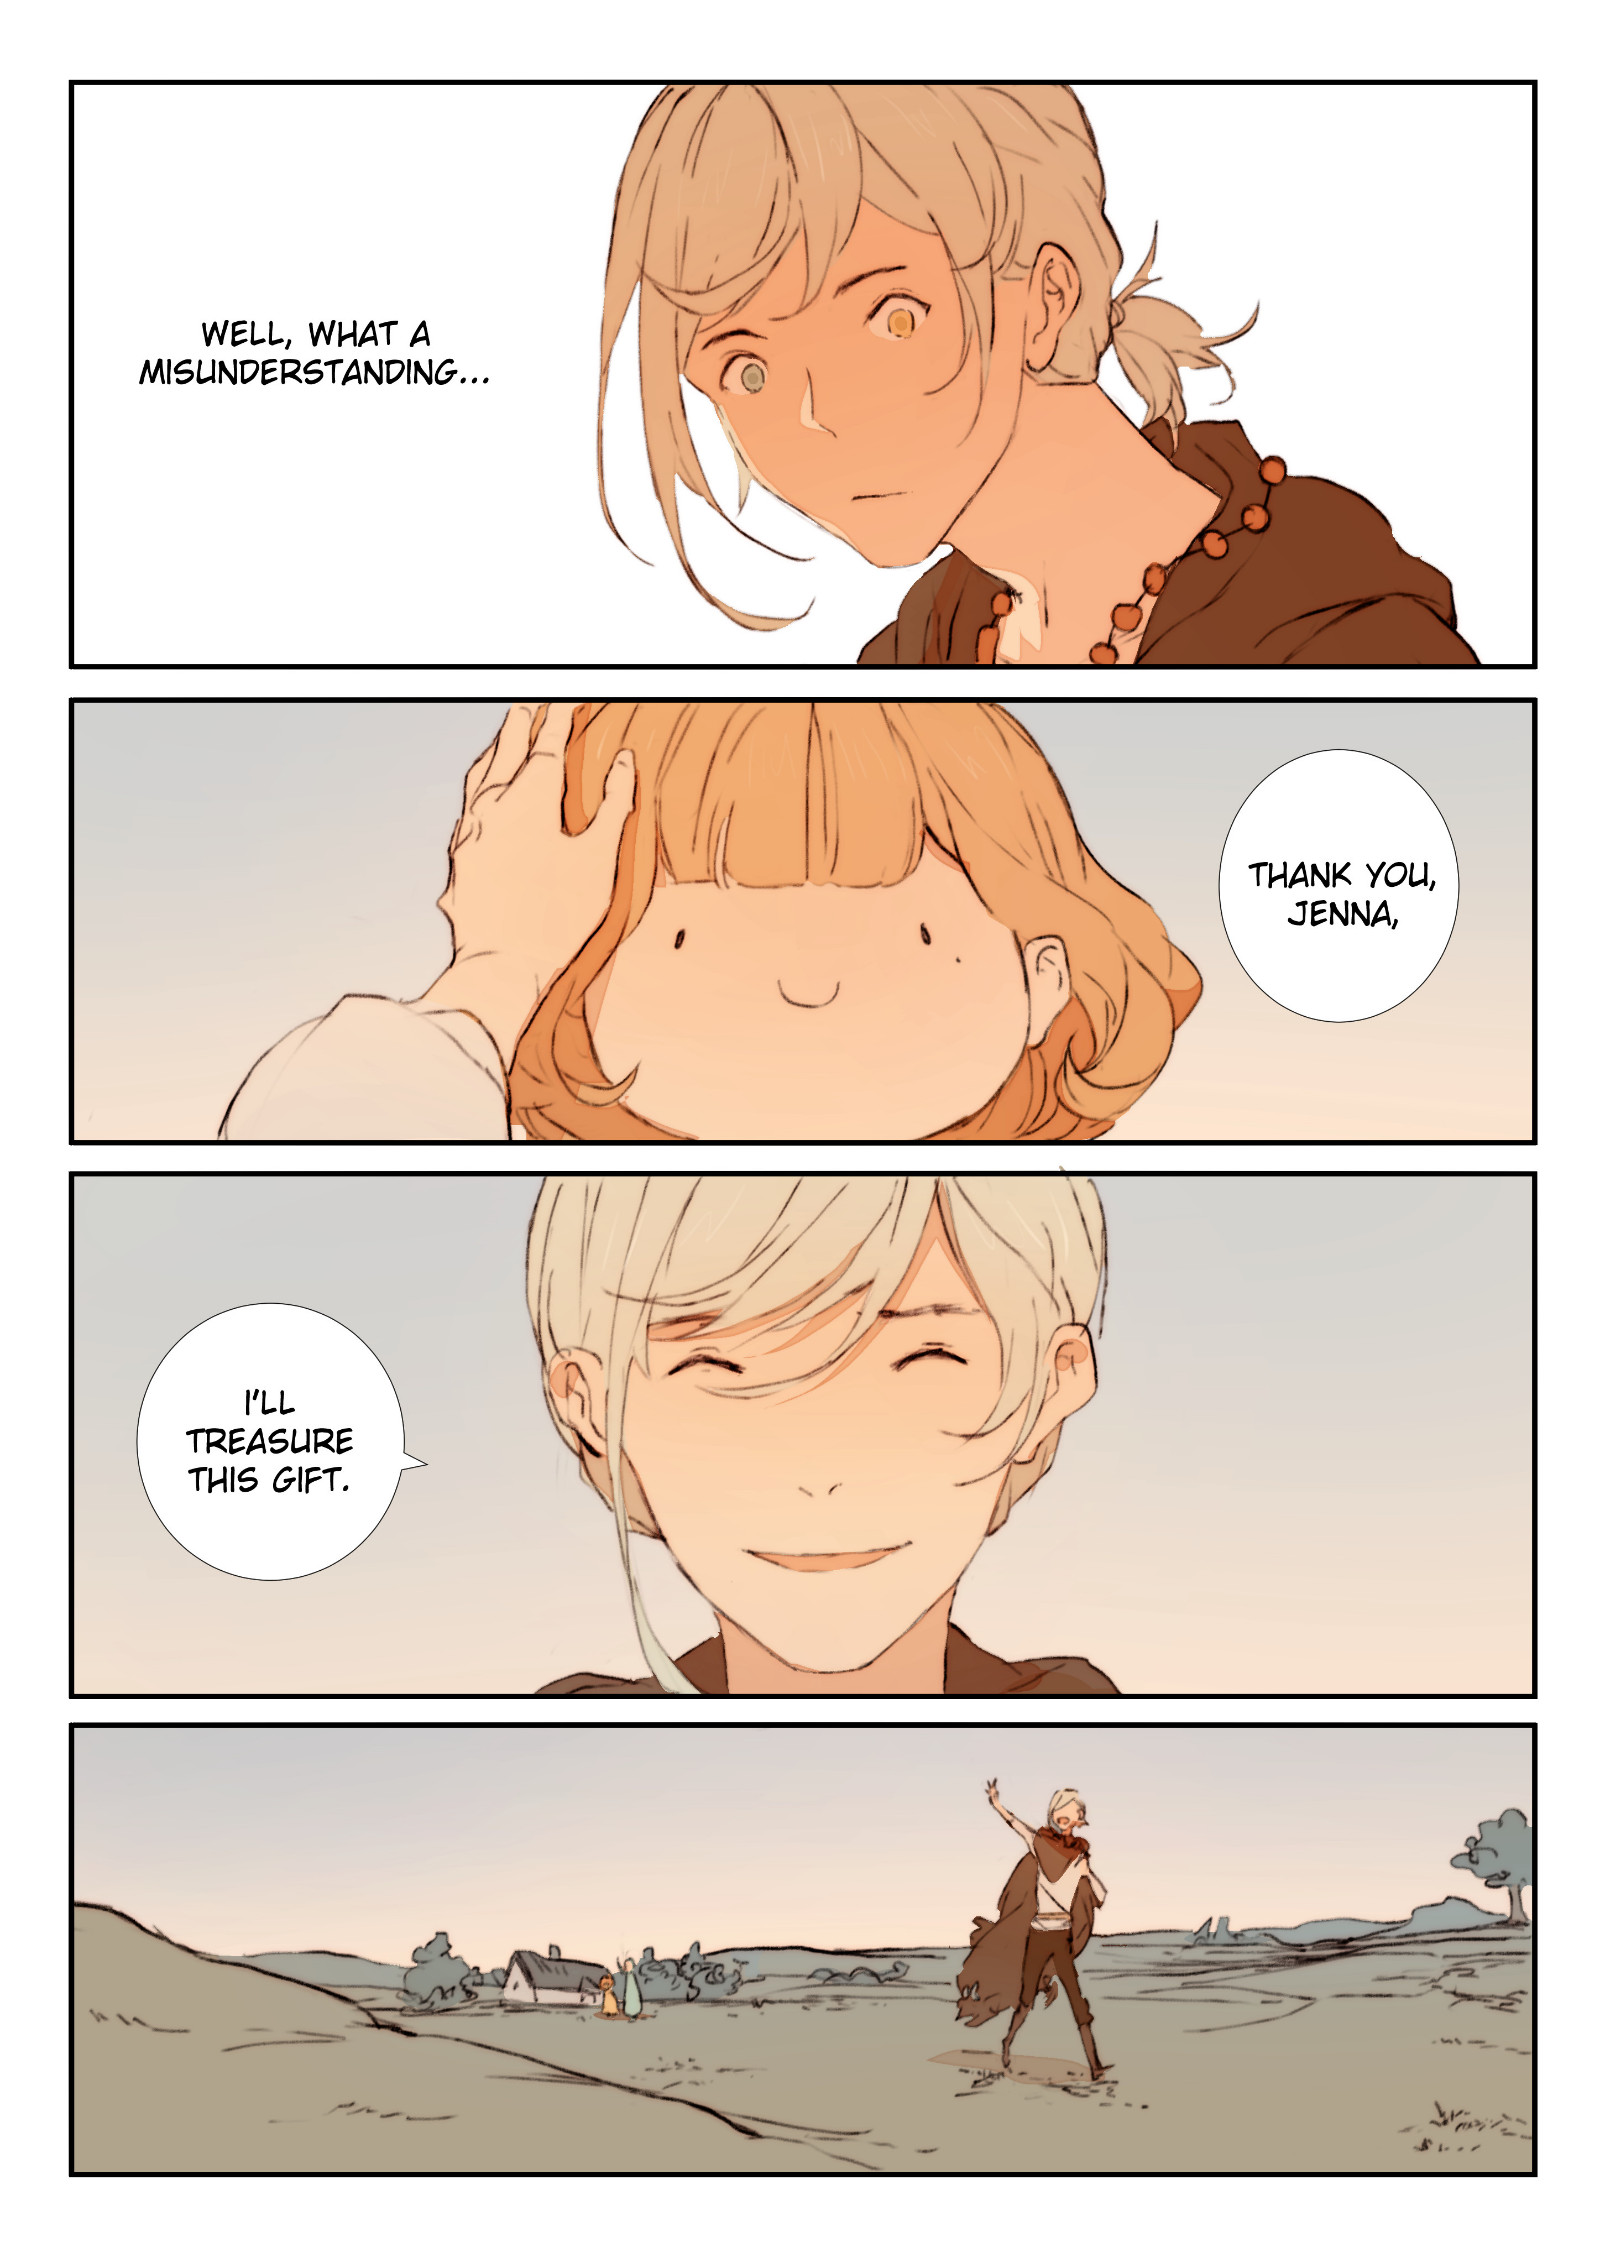 WELL, WHAT A
MISUNDERSTANDING...
THANK YOU,
JENNA,
I'LL
TREASURE
THIS GIFT.